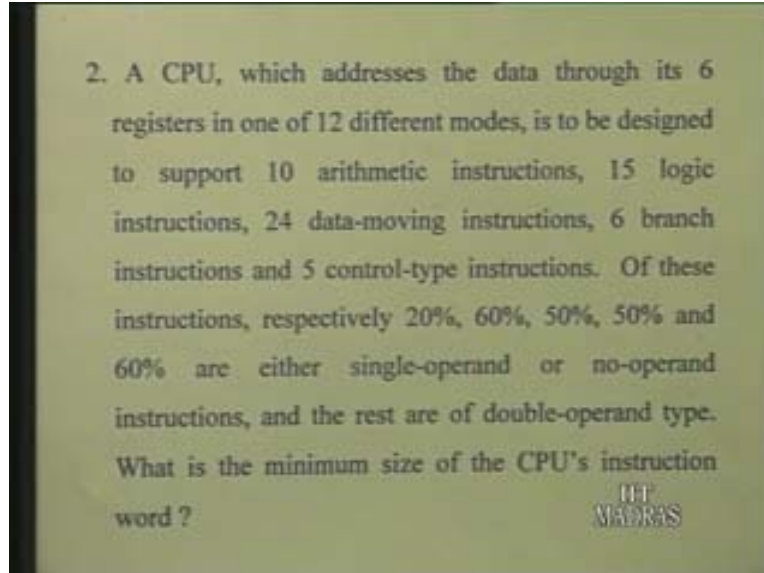 2. A CPU, which addresses the data through its 6
registers in one of 12 different modes, is to be designed
to support 10 arithmetic instructions, 15 logic
instructions, 24 data-moving instructions, 6 branch
instructions and 5 control-type instructions. Of these
instructions, respectively 20%, 60%, 50%, 50% and
60% are either single-operand or no-operand
instructions, and the rest are of double-operand type.
What is the minimum size of the CPU's instruction
word ?
IIT
MADRAS